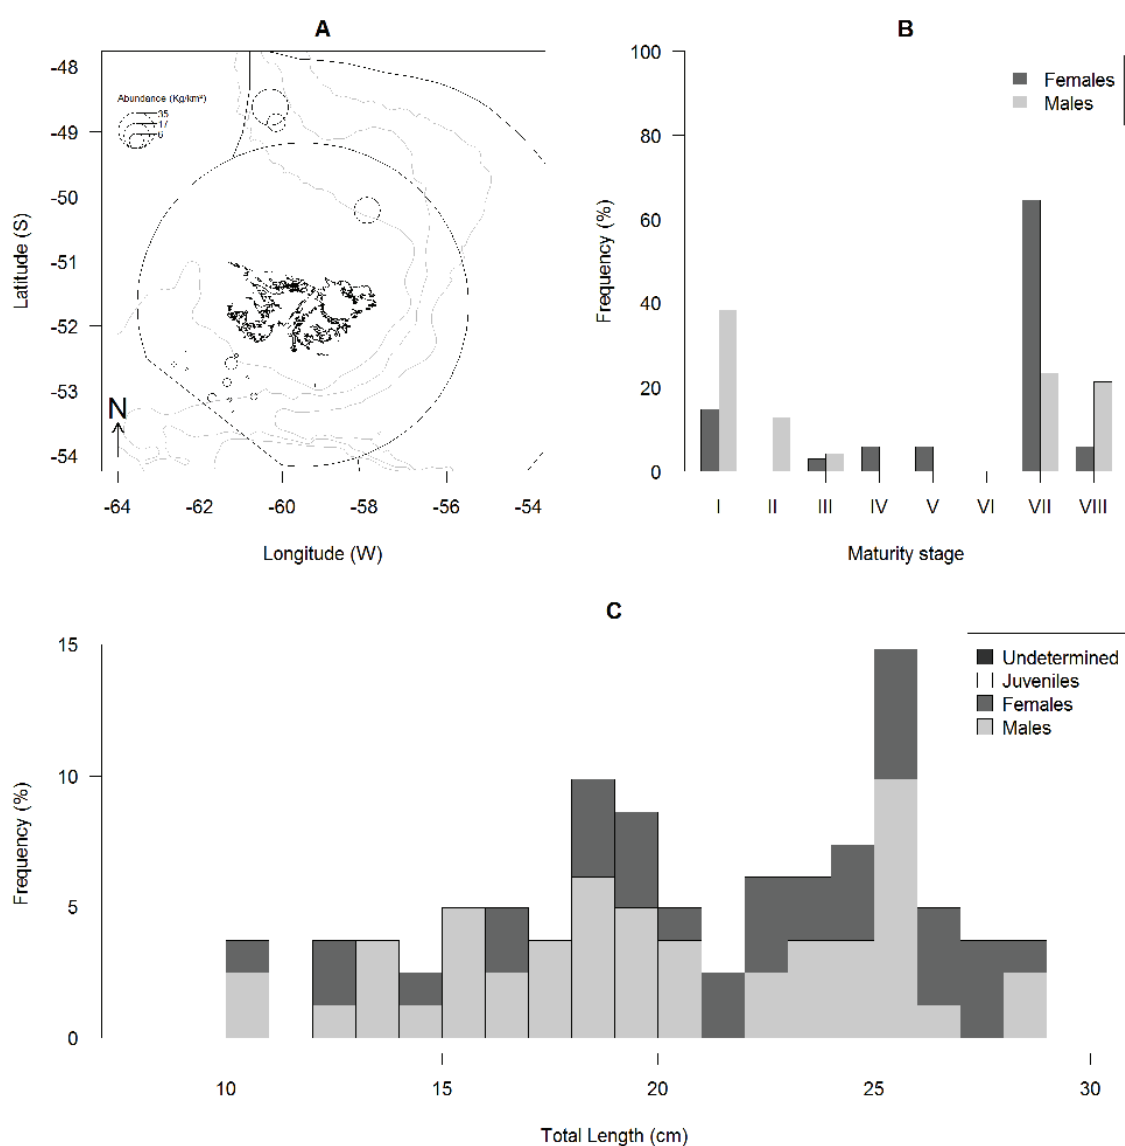 A
-48
-49
-50
-51
-52
-53
-54
Latitude (S)
Abundance (Kg/km²)
35
17
6
N
-64
-62
-60
-58
-56
-54
Longitude (W)
B
100
80
60
40
20
0
Frequency (%)
Females
Males
I
II
III
IV
V
VI
VII
VIII
Maturity stage
C
15
10
5
0
Frequency (%)
Undetermined
Juveniles
Females
Males
10
15
20
25
30
Total Length (cm)